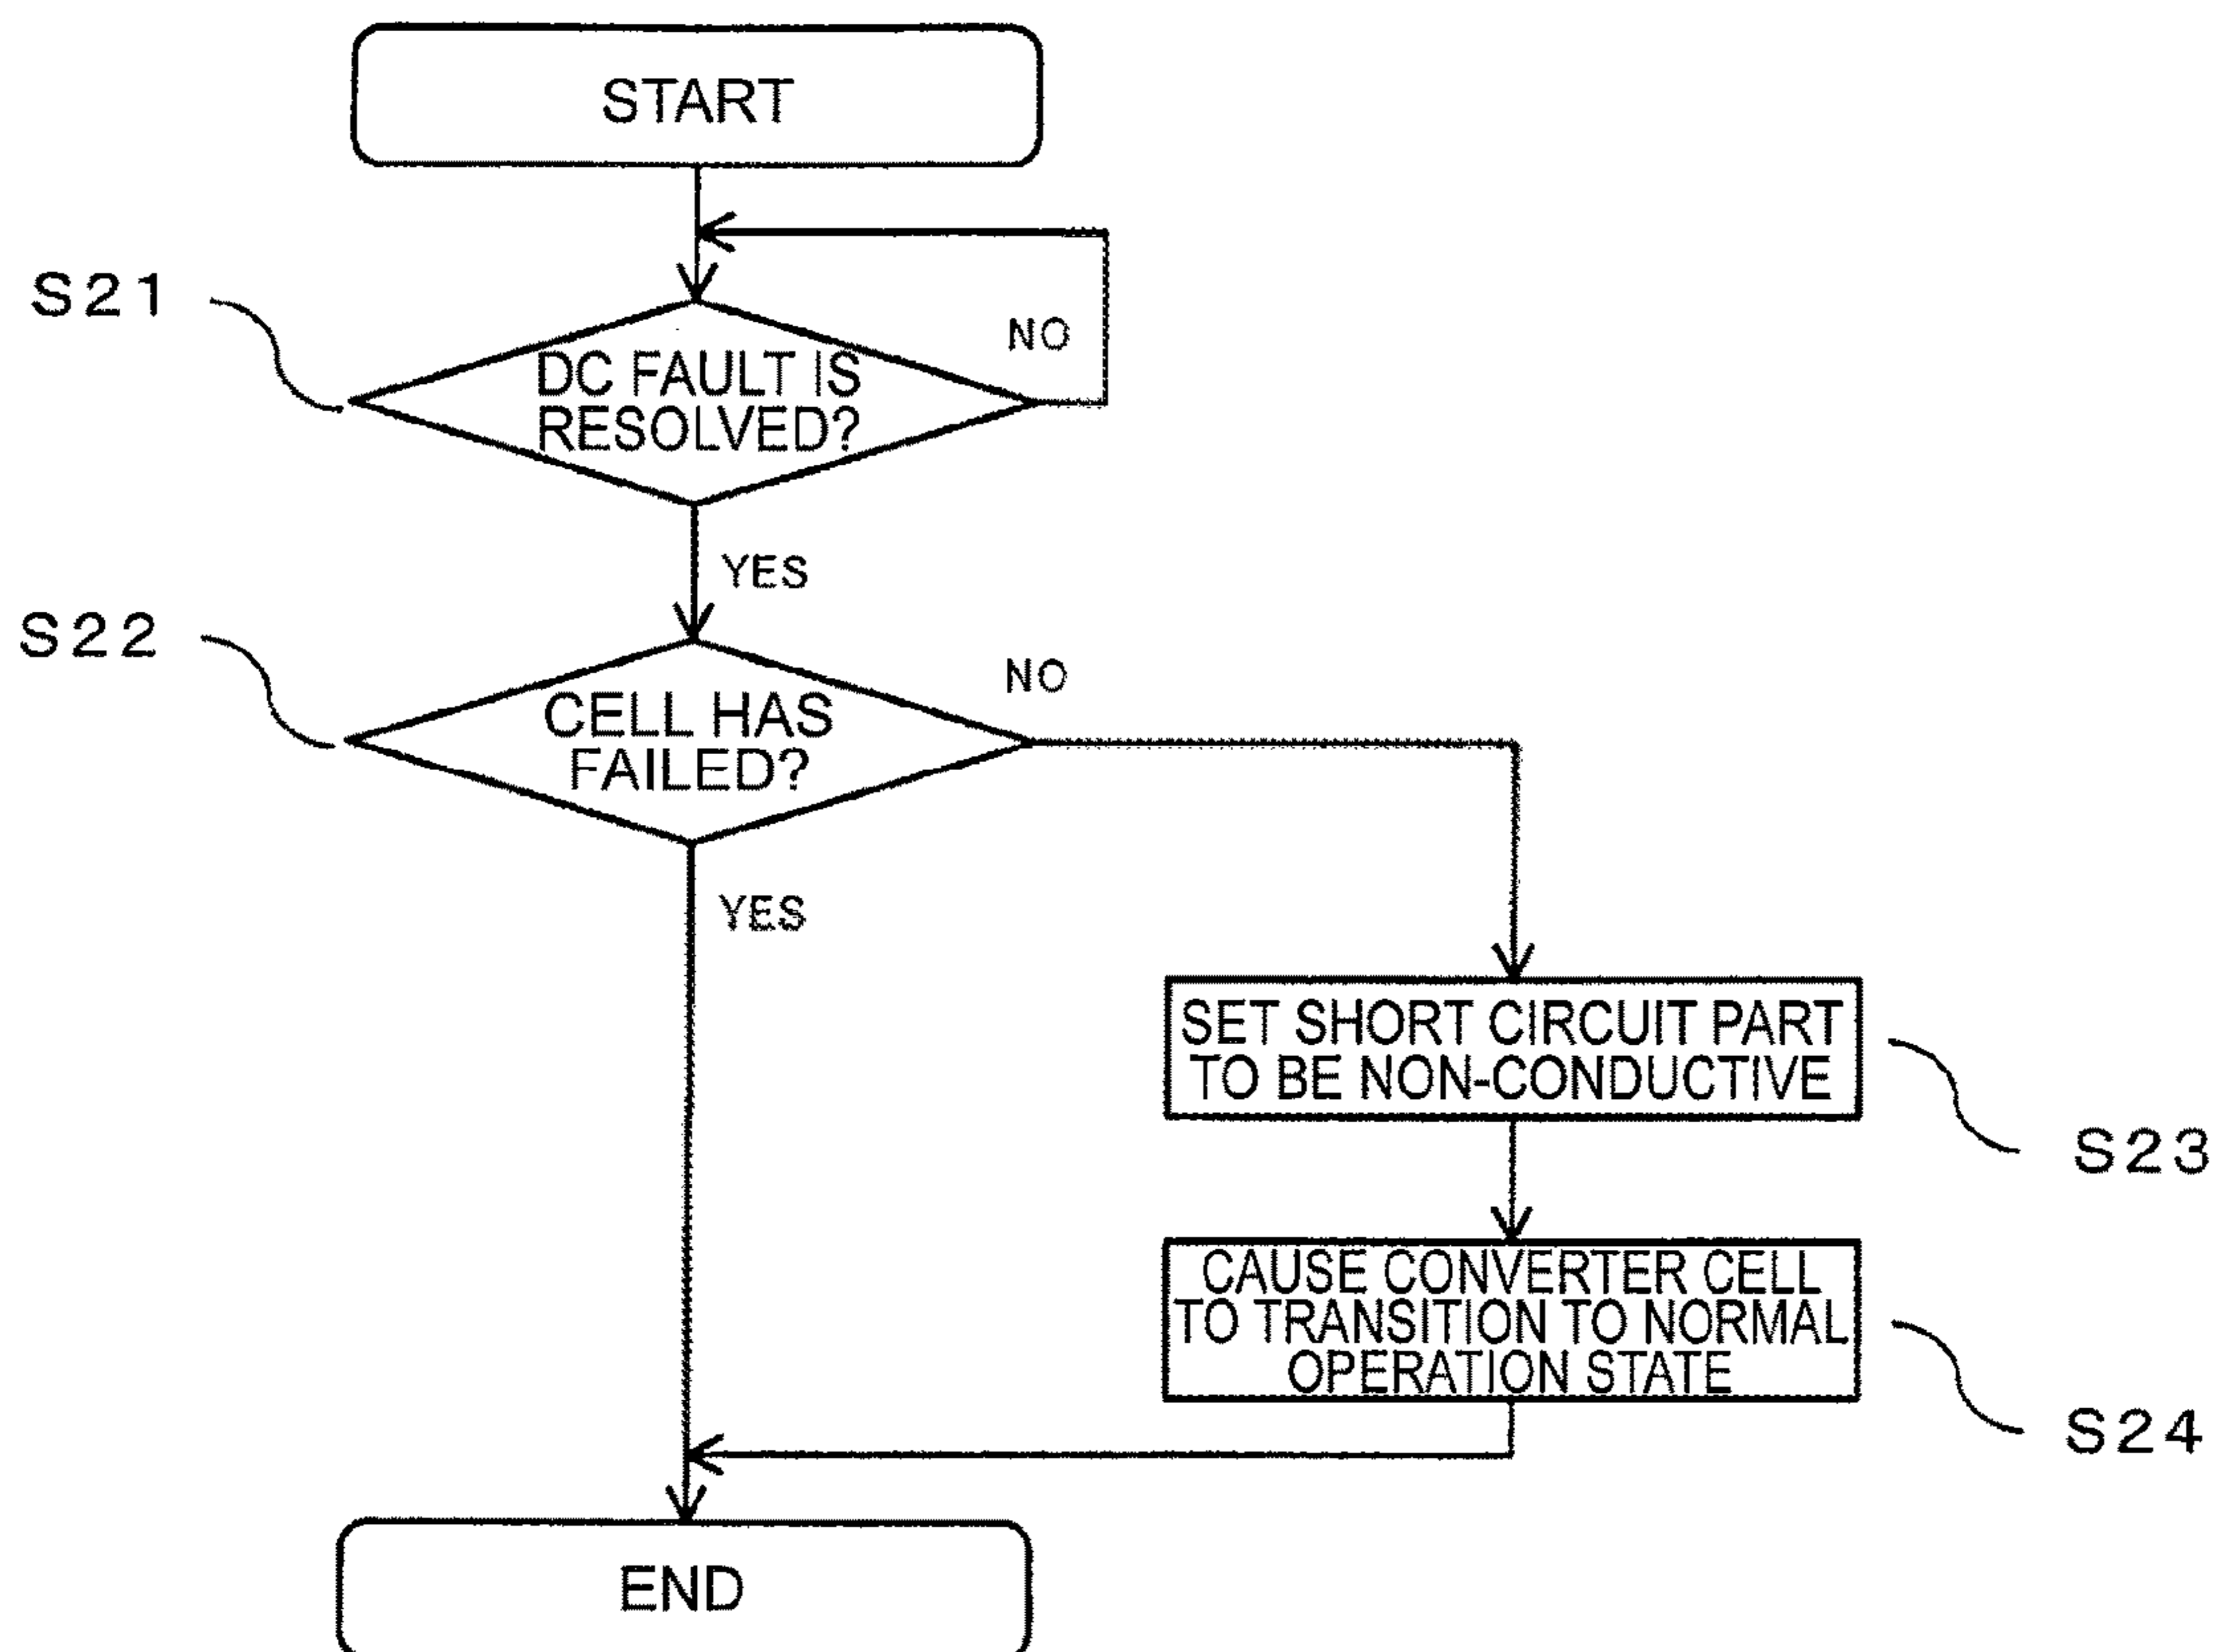 START
S21
NO
DC FAULT IS
RESOLVED?
YES
S22
NO
CELL HAS
FAILED?
YES
SET SHORT CIRCUIT PART
TO BE NON-CONDUCTIVE
S23
CAUSE CONVERTER CELL
TO TRANSITION TO NORMAL
OPERATION STATE
S24
END